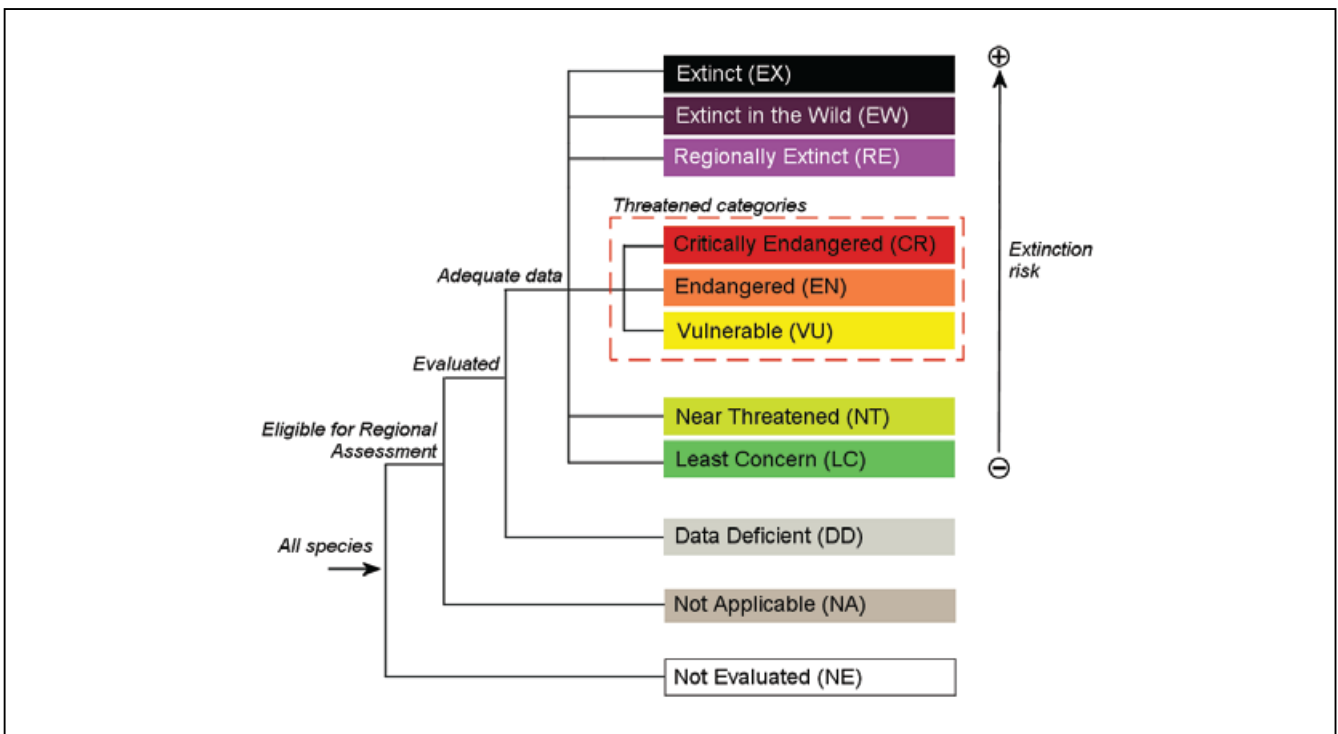 Extinct (EX)
Extinct in the Wild (EW)
Regionally Extinct (RE)
Threatened categories
Critically Endangered (CR)
Extinction
risk
Adequate data
Endangered (EN)
Vulnerable (VU)
Evaluated
Near Threatened (NT)
Eligible for Regional
Assessment
Least Concern (LC)
Data Deficient (DD)
All species
Not Applicable (NA)
Not Evaluated (NE)